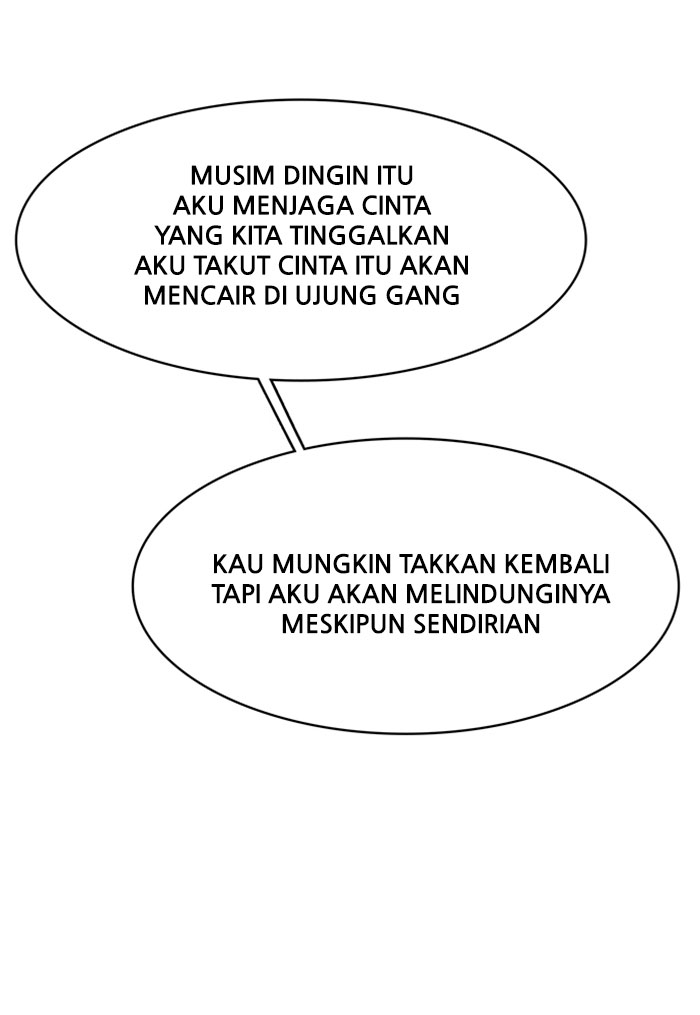 MUSIM DINGIN ITU
AKU MENJAGA CINTA
YANG KITA TINGGALKAN
AKU TAKUT CINTA ITU AKAN
MENCAIR DI UJUNG GANG
KAU MUNGKIN TAKKAN KEMBALI
TAPI AKU AKAN MELINDUNGINYA
MESKIPUN SENDIRIAN